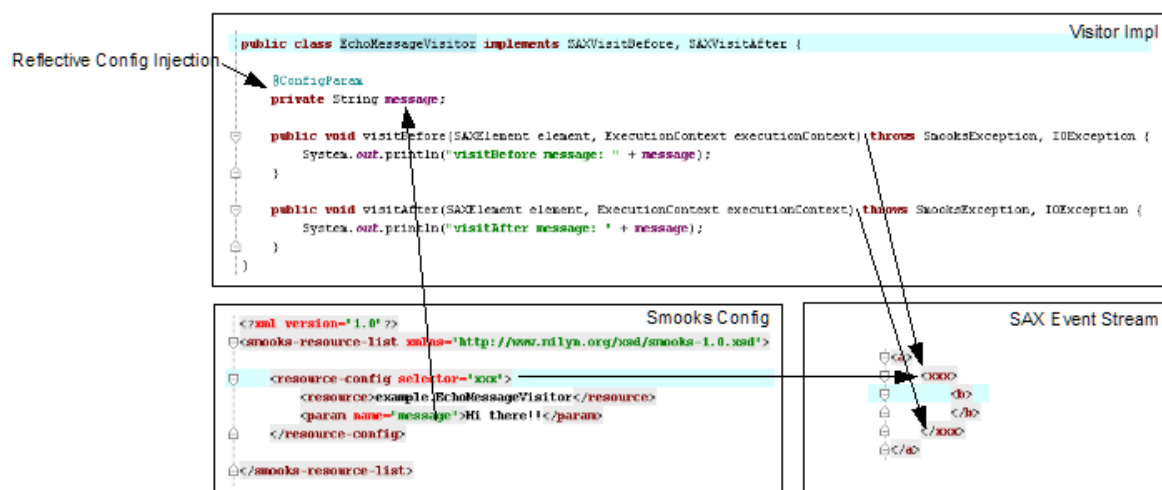 Visitor Impl
public class EchoMessageVisitor implements SAXVisitBefore, SAXVisitAfter {
Reflective Config Injection
@ConfigParam
private String message;
public void visitBefore(SAXElement element, ExecutionContext executionContext) throws SmooksException, IOException {
System.out.println("visitBefore message: " + message);
}
public void visitAfter(SAXElement element, ExecutionContext executionContext) throws SmooksException, IOException {
System.out.println("visitAfter message: " + message);
}
}
Smooks Config
<?xml version="1.0"?>
<smooks-resource-list xmlns="http://www.milyn.org/xsd/smooks-1.0.xsd">
<resource-config selector="xxx">
<resource>example.EchoMessageVisitor</resource>
<param name="message">Hi there!!</param>
</resource-config>
</smooks-resource-list>
SAX Event Stream
<a>
<xxx>
<b>
</b>
</xxx>
</a>